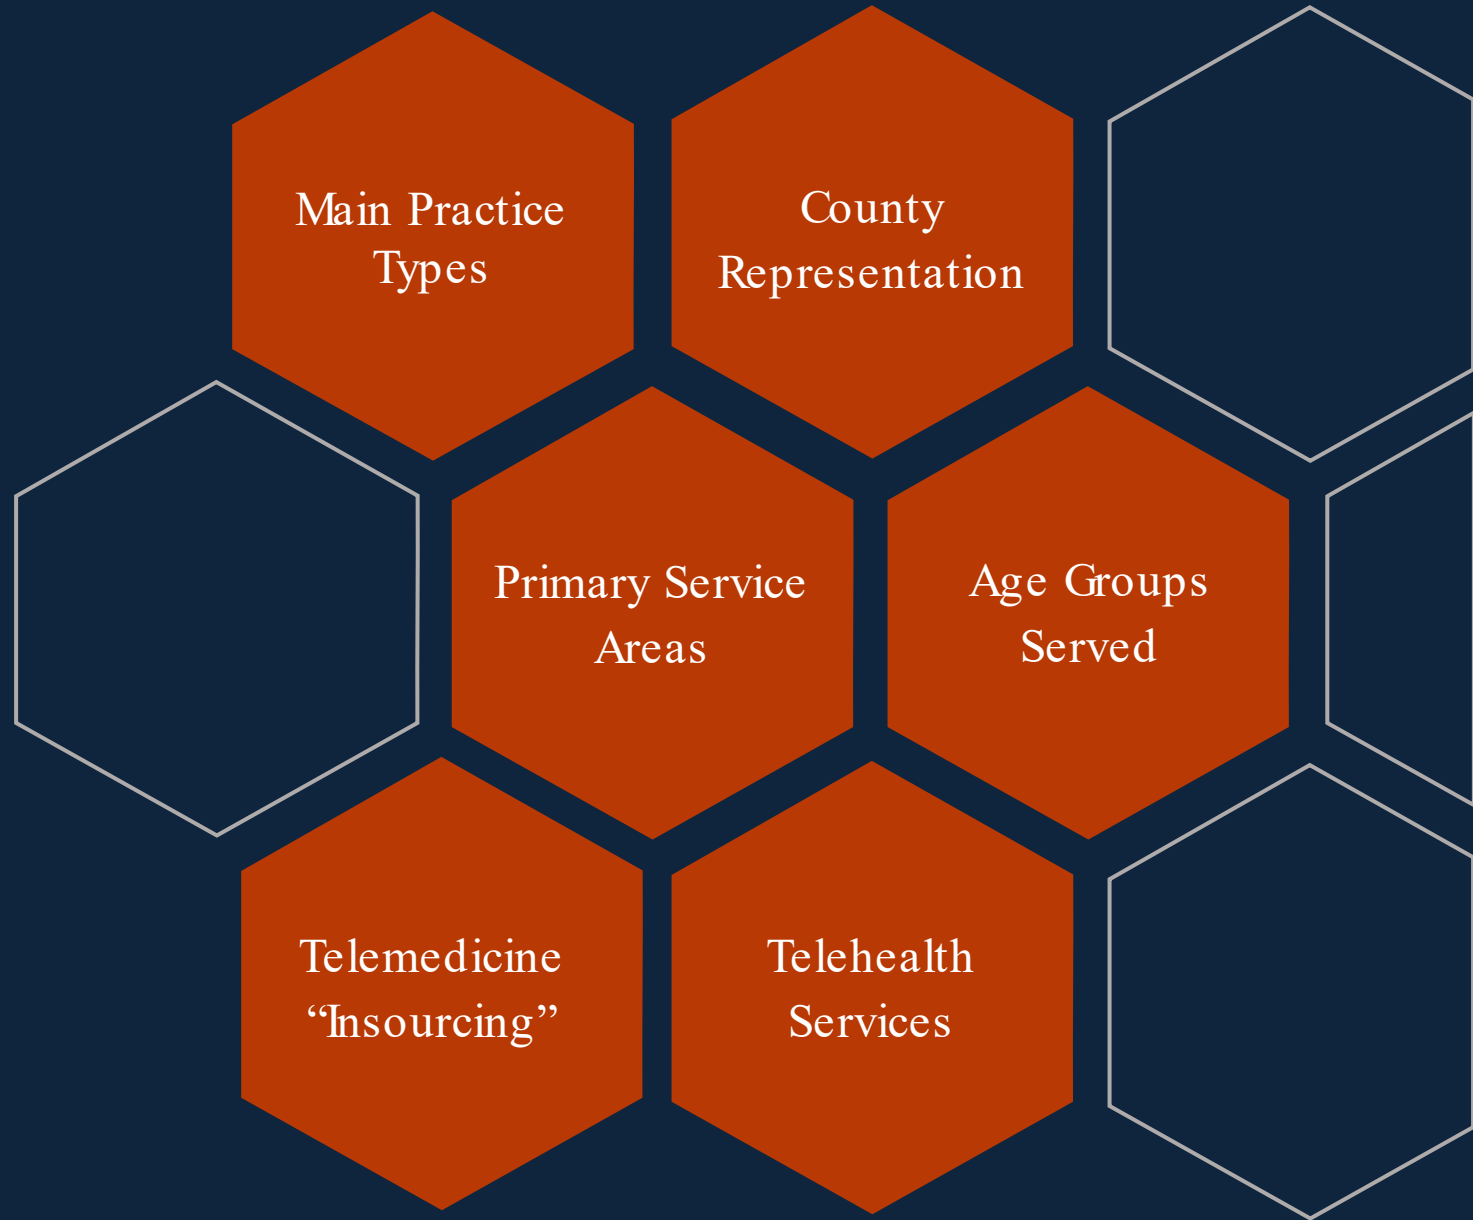 Main Practice
Types
County
Representation
Primary Service
Areas
Age Groups
Served
Telemedicine
“Insourcing”
Telehealth
Services